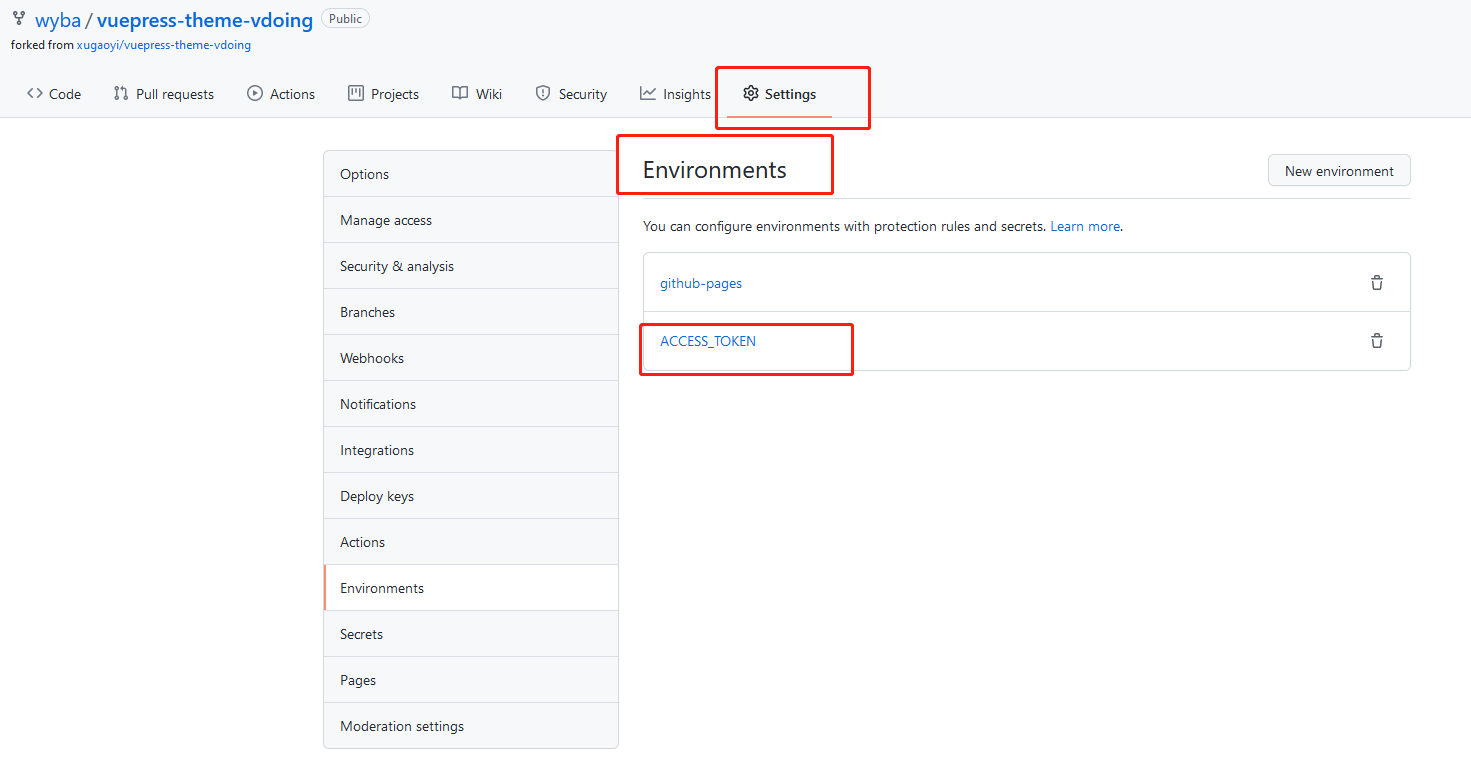 wyba / vuepress-theme-vdoing Public
forked from xugaoyi/vuepress-theme-vdoing
Code Pull requests Actions Projects Wiki Security Insights Settings
Options
Manage access
Security & analysis
Branches
Webhooks
Notifications
Integrations
Deploy keys
Actions
Environments
Secrets
Pages
Moderation settings
Environments New environment
You can configure environments with protection rules and secrets. Learn more.
github-pages
ACCESS_TOKEN